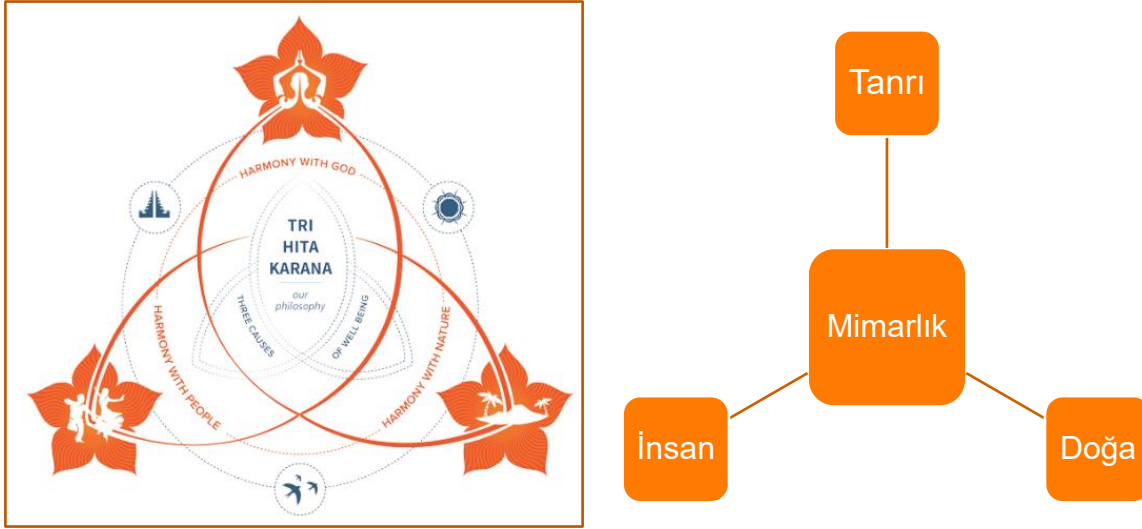 HARMONY WITH GOD
TRI
HITA
KARANA
our
philosophy
THREE CAUSES
OF WELL BEING
HARMONY WITH PEOPLE
HARMONY WITH NATURE
Tanrı
Mimarlık
İnsan
Doğa